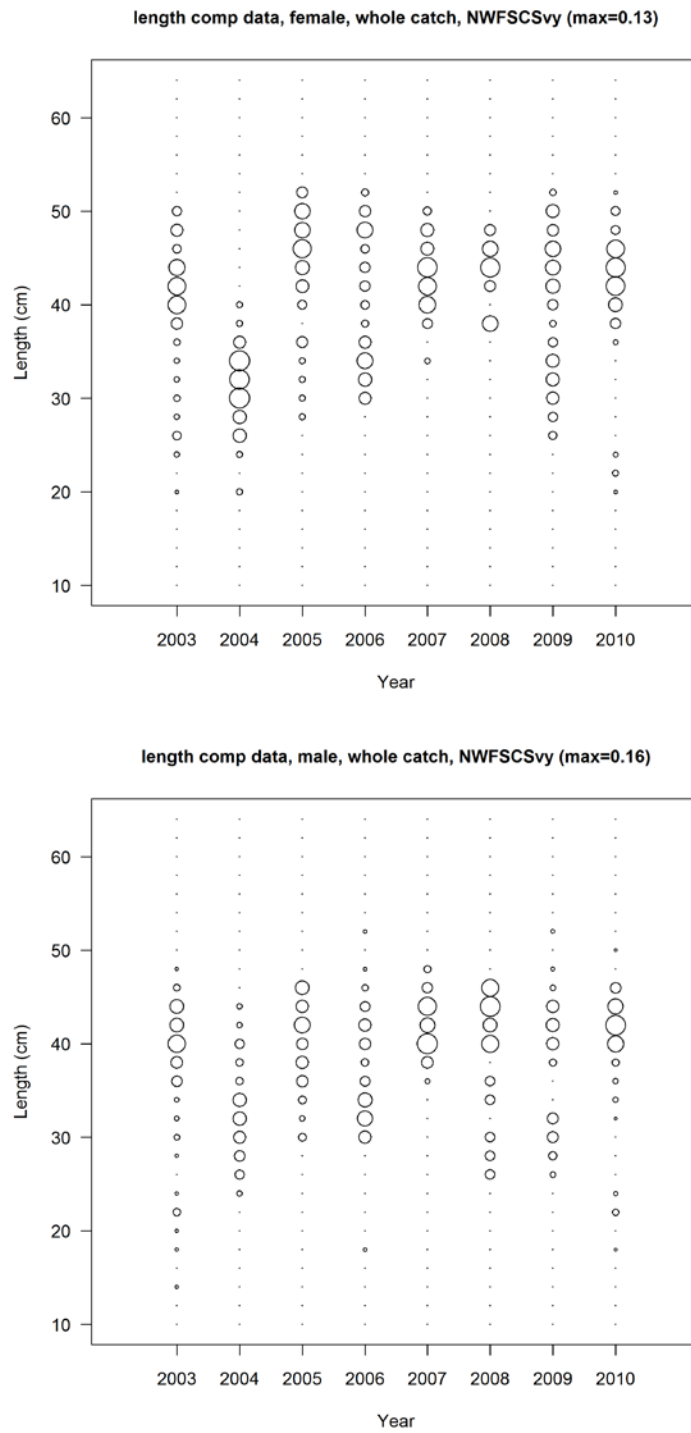 length comp data, female, whole catch, NWFSCSvy (max=0.13)
60
50
40
30
20
10
Length (cm)
2003 2004 2005 2006 2007 2008 2009 2010
Year
length comp data, male, whole catch, NWFSCSvy (max=0.16)
60
50
40
30
20
10
Length (cm)
2003 2004 2005 2006 2007 2008 2009 2010
Year